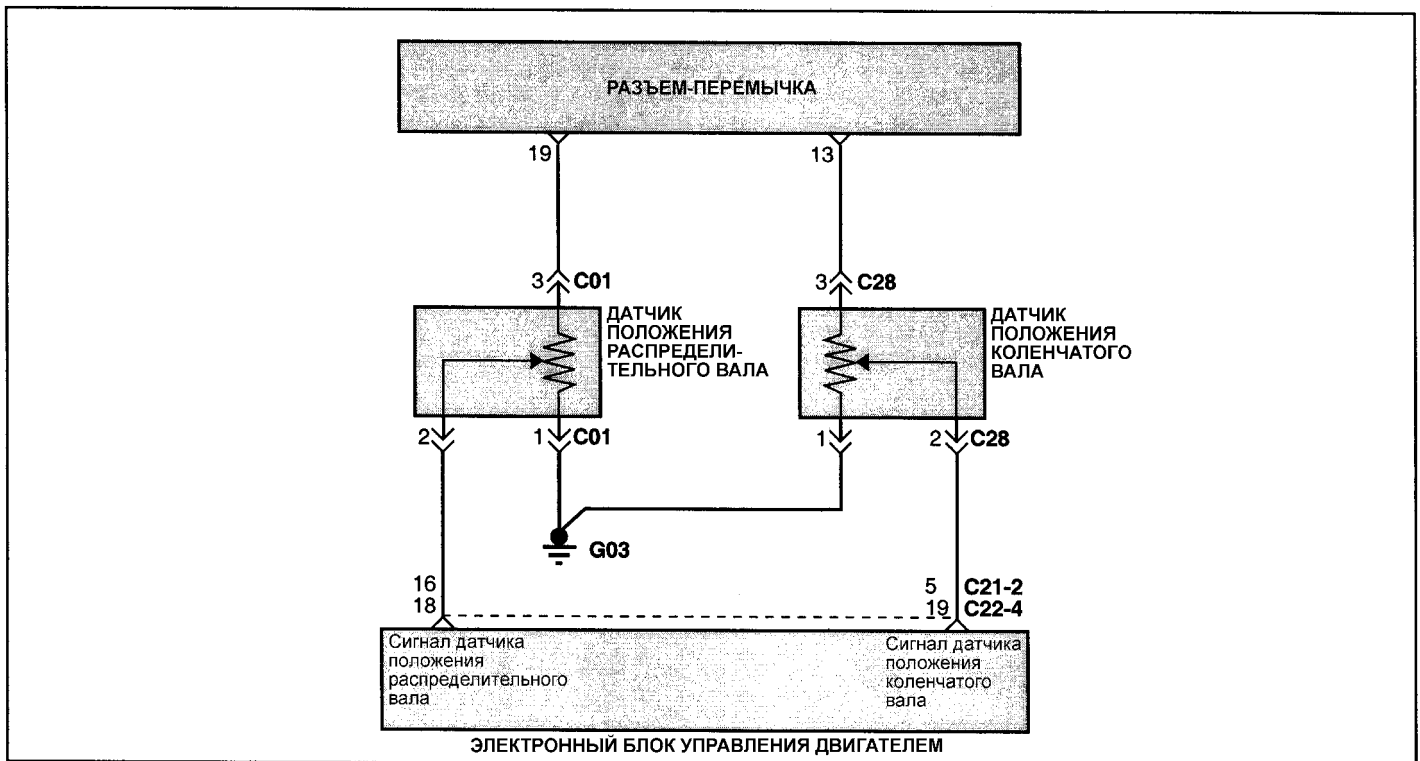 РАЗЪЕМ-ПЕРЕМЫЧКА
19
13
3
C01
3
C28
ДАТЧИК
ПОЛОЖЕНИЯ
РАСПРЕДЕЛИ-
ТЕЛЬНОГО ВАЛА
ДАТЧИК
ПОЛОЖЕНИЯ
КОЛЕНЧАТОГО
ВАЛА
2
1
C01
1
2
C28
G03
16
18
5 C21-2
19 C22-4
Сигнал датчика
положения
распределительного
вала
Сигнал датчика
положения
коленчатого
вала
ЭЛЕКТРОННЫЙ БЛОК УПРАВЛЕНИЯ ДВИГАТЕЛЕМ